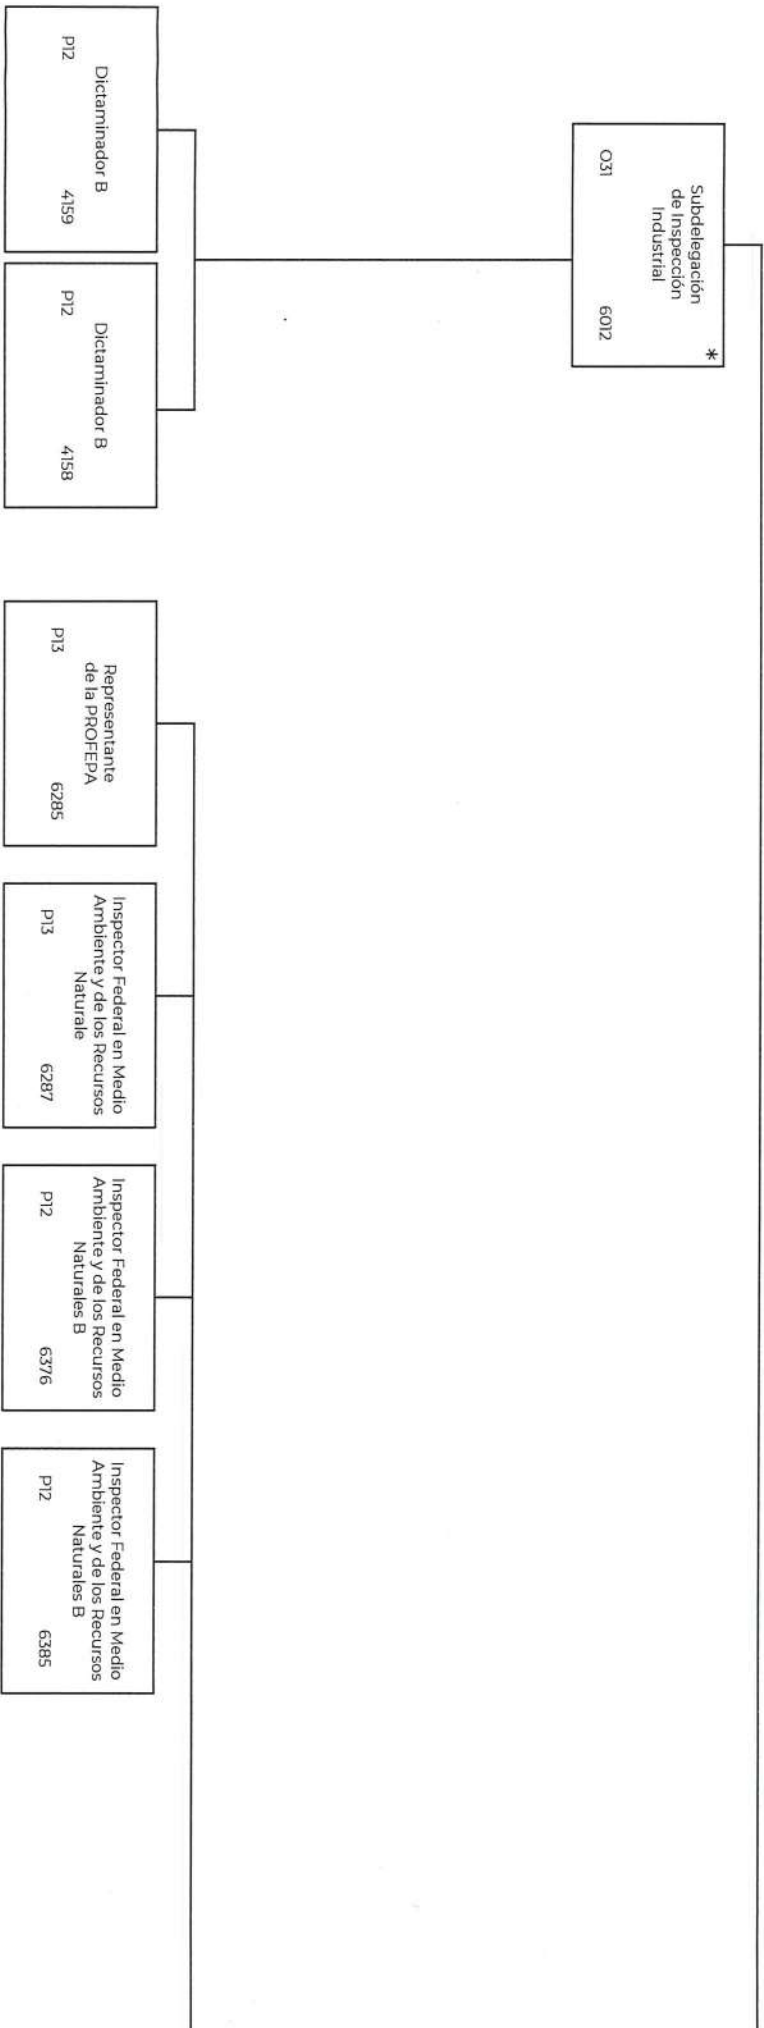 Subdelegación
de Inspección
Industrial
*
O31 6012
Dictaminador B
P12 4159
Dictaminador B
P12 4158
Representante
de la PROFEPA
P13 6285
Inspector Federal en Medio
Ambiente y de los Recursos
Naturale
P13 6287
Inspector Federal en Medio
Ambiente y de los Recursos
Naturales B
P12 6376
Inspector Federal en Medio
Ambiente y de los Recursos
Naturales B
P12 6385